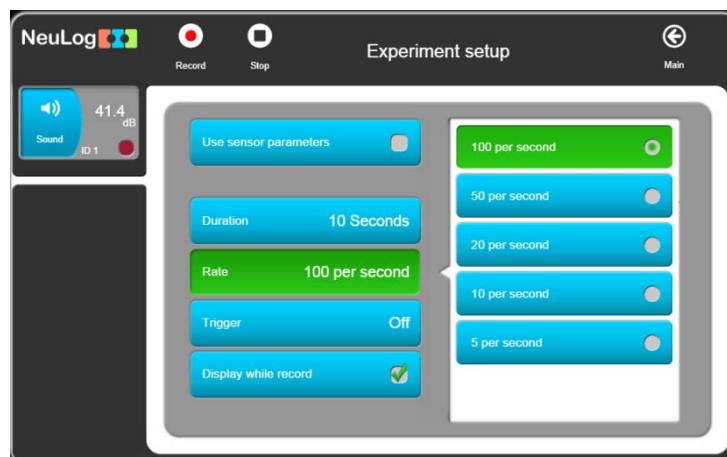 NeuLog
Record
Stop
Experiment setup
Main
41.4
dB
Sound
ID 1
Use sensor parameters
Duration 10 Seconds
Rate 100 per second
Trigger Off
Display while record
100 per second
50 per second
20 per second
10 per second
5 per second